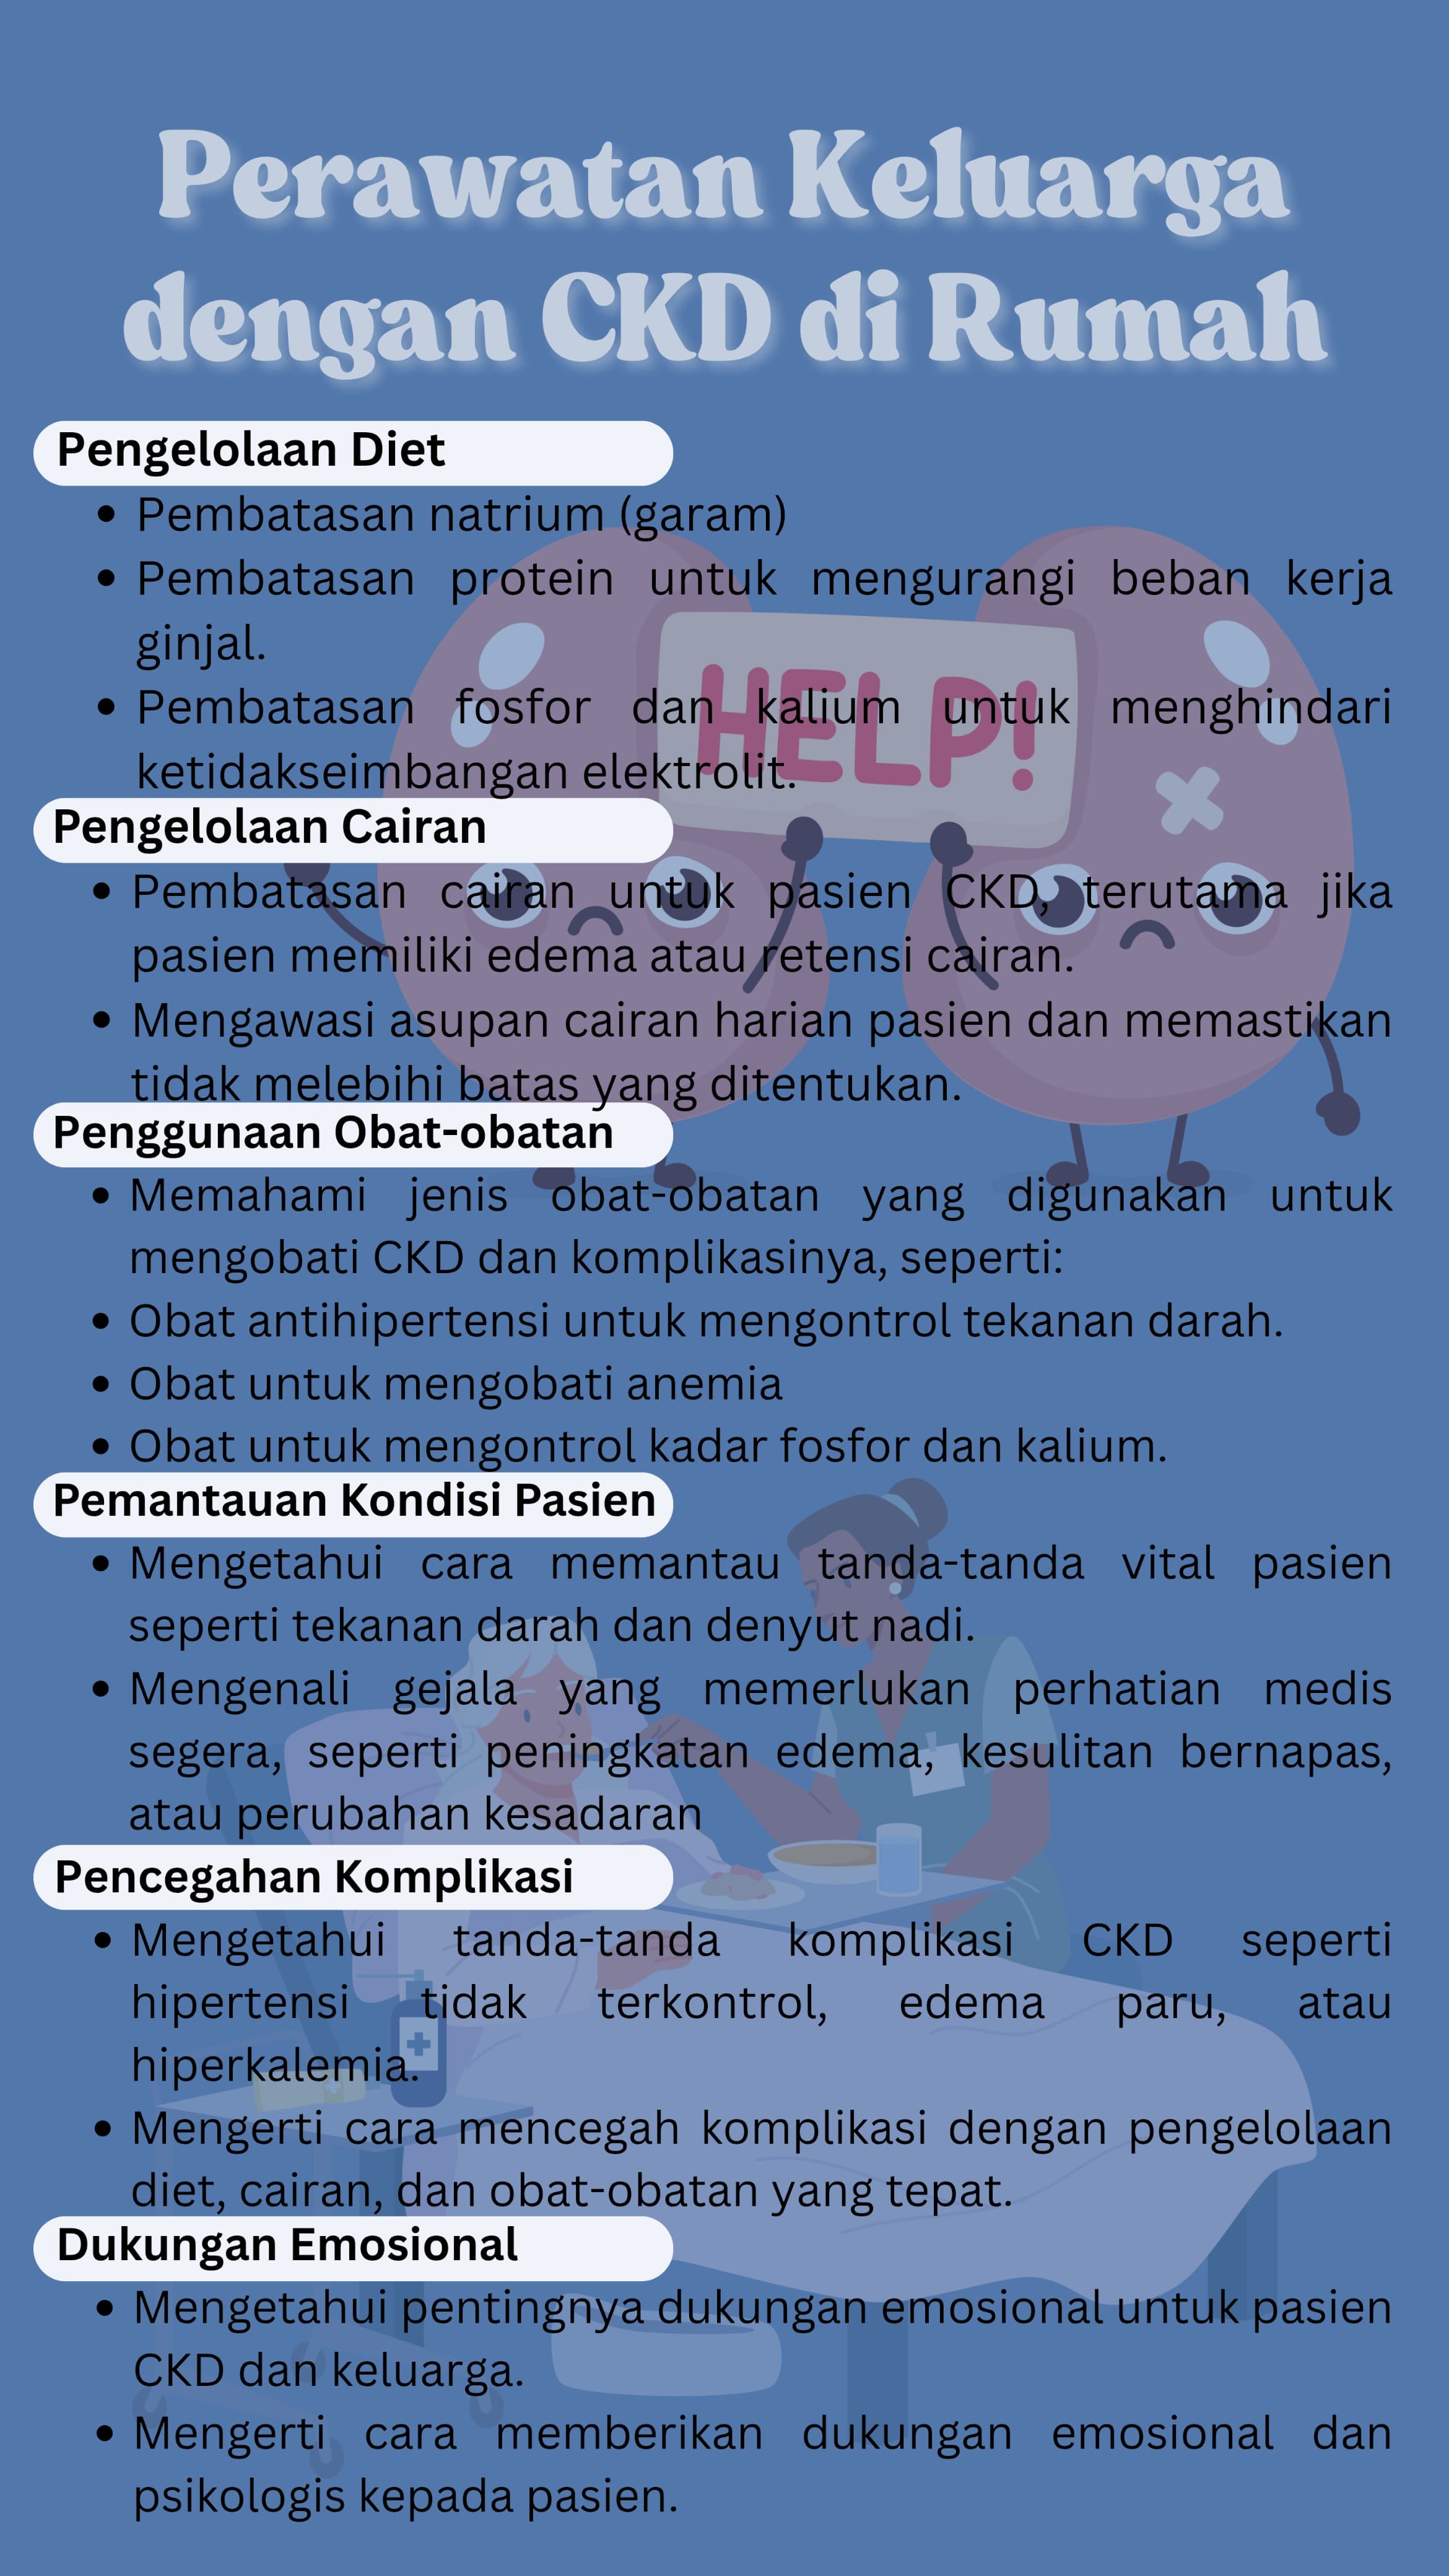 Perawatan Keluarga
dengan CKD di Rumah
Pengelolaan Diet
• Pembatasan natrium (garam)
• Pembatasan protein untuk mengurangi beban kerja
ginjal.
• Pembatasan fosfor dan kalium untuk menghindari
ketidakseimbangan elektrolit.
HELP!
Pengelolaan Cairan
• Pembatasan cairan untuk pasien CKD, terutama jika
pasien memiliki edema atau retensi cairan.
• Mengawasi asupan cairan harian pasien dan memastikan
tidak melebihi batas yang ditentukan.
Penggunaan Obat-obatan
• Memahami jenis obat-obatan yang digunakan untuk
mengobati CKD dan komplikasinya, seperti:
• Obat antihipertensi untuk mengontrol tekanan darah.
• Obat untuk mengobati anemia
• Obat untuk mengontrol kadar fosfor dan kalium.
Pemantauan Kondisi Pasien
• Mengetahui cara memantau tanda-tanda vital pasien
seperti tekanan darah dan denyut nadi.
• Mengenali gejala yang memerlukan perhatian medis
segera, seperti peningkatan edema, kesulitan bernapas,
atau perubahan kesadaran
Pencegahan Komplikasi
• Mengetahui tanda-tanda komplikasi CKD seperti
hipertensi tidak terkontrol, edema paru, atau
hiperkalemia.
• Mengerti cara mencegah komplikasi dengan pengelolaan
diet, cairan, dan obat-obatan yang tepat.
Dukungan Emosional
• Mengetahui pentingnya dukungan emosional untuk pasien
CKD dan keluarga.
• Mengerti cara memberikan dukungan emosional dan
psikologis kepada pasien.